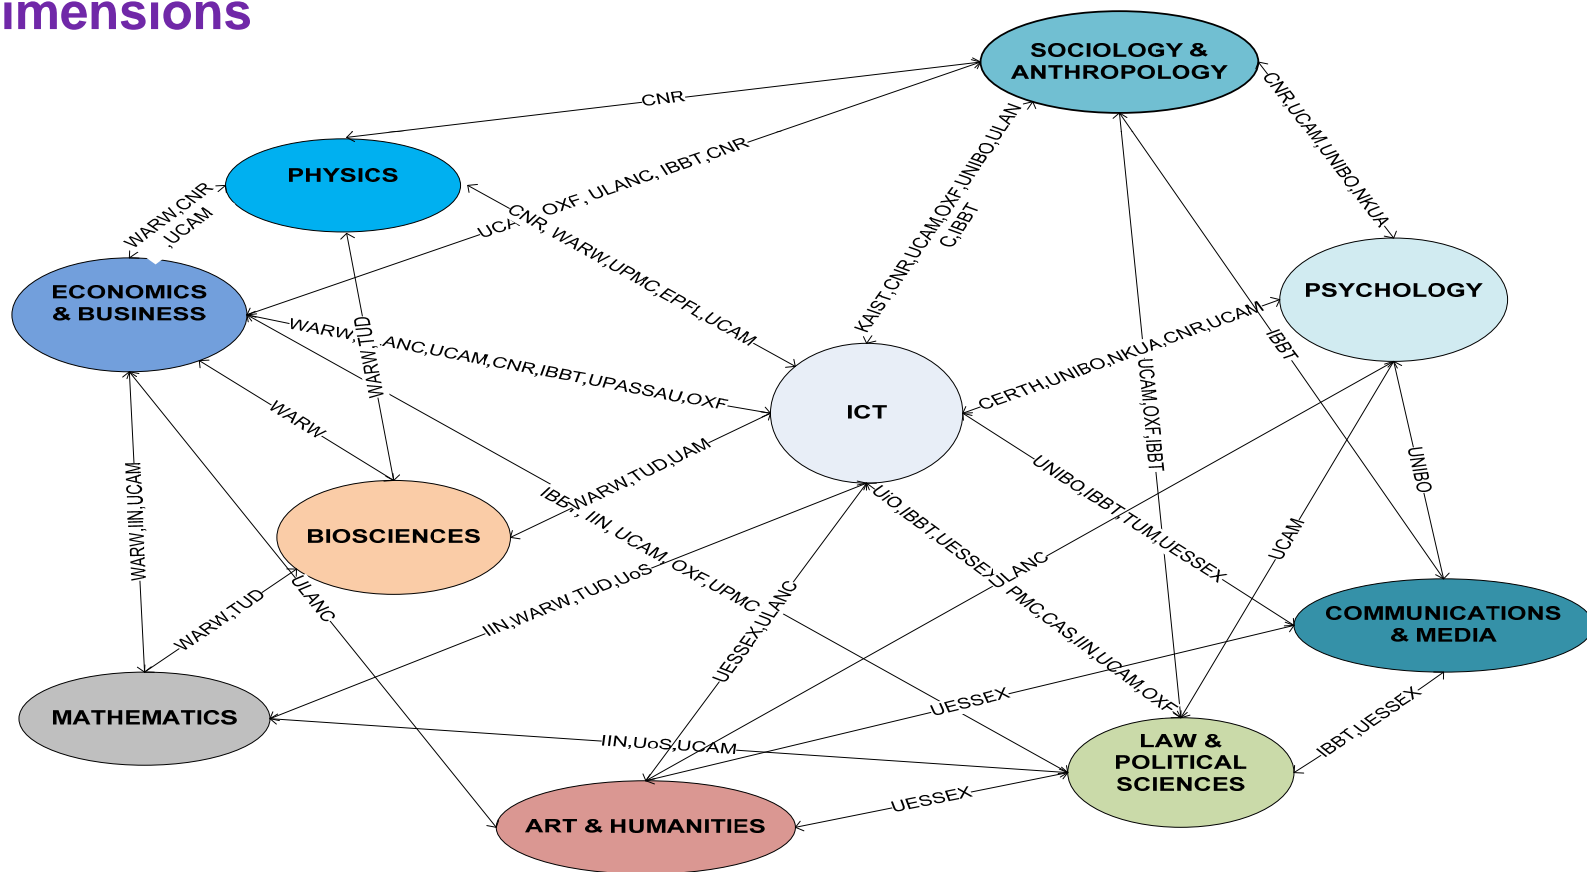 imensions
SOCIOLOGY &
ANTHROPOLOGY
CNR
CNR,UCAM,UNIBO,NKUA
PHYSICS
KAIST,CNR,UCAM,OXF,UNIBO,ULAN
C,IBBT
OXF, ULANC, IBBT,CNR
WARW,CNR
,UCAM
CNR, WARW,UPMC,EPFL,UCAM
ECONOMICS
& BUSINESS
PSYCHOLOGY
WARW,TUD
ANC,UCAM,CNR,IBBT,UPASSAU,OXF
CERTH,UNIBO,NKUA,CNR,UCAM
IBBT
UCAM,OXF,IBBT
ICT
WARW
WARW,TUD,UAM
UNIBO
WARW,IIN,UCAM
IIN, UCAM, OXF,UPMC
UNIBO,IBBT,TUM,UESSEX
UiO,IBBT,UESSEX
PMC,CAS,IIN,UCAM,OXF
BIOSCIENCES
UCAM
ULANC
IIN,WARW,TUD,UoS
ULANC
WARW,TUD
UESSEX,ULANC
COMMUNICATIONS
& MEDIA
MATHEMATICS
UESSEX
IIN,UoS,UCAM
IBBT,UESSEX
LAW &
POLITICAL
SCIENCES
UESSEX
ART & HUMANITIES